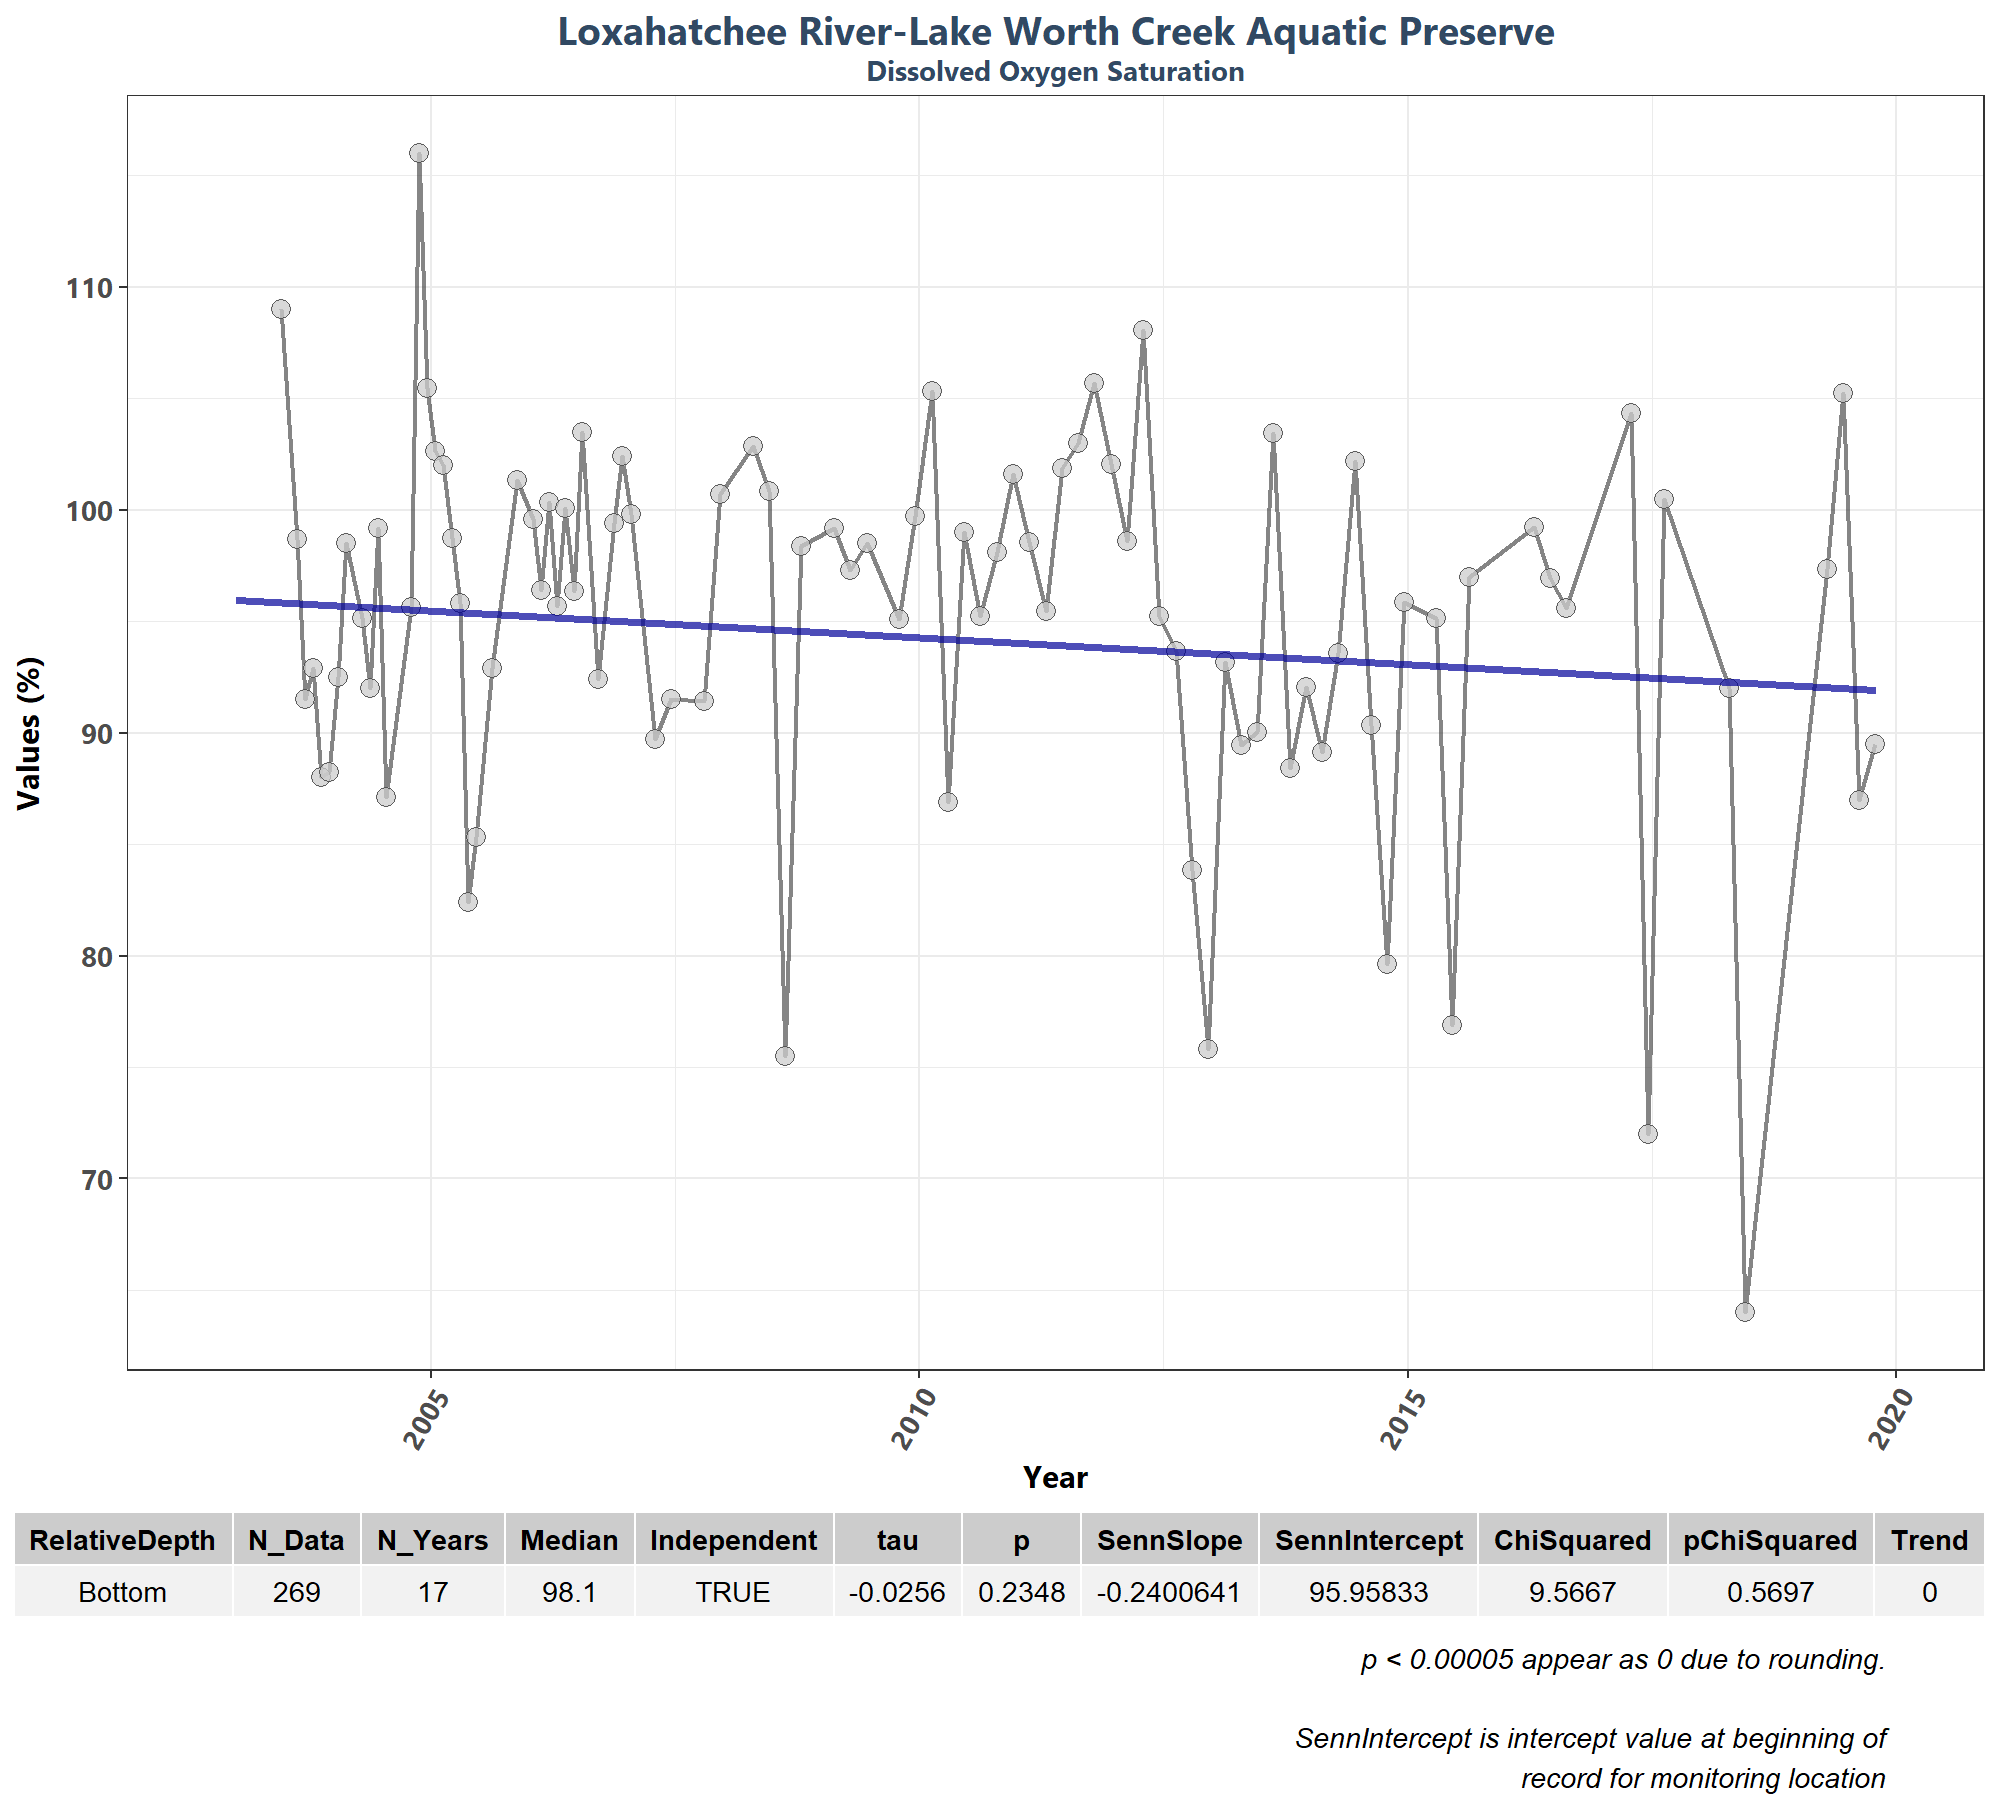 Loxahatchee River-Lake Worth Creek Aquatic Preserve
Dissolved Oxygen Saturation
Values (%)
110
100
90
80
70
2005
2010
2015
2020
Year
RelativeDepth N_Data N_Years Median Independent tau p SennSlope SennIntercept ChiSquared pChiSquared Trend
Bottom 269 17 98.1 TRUE -0.0256 0.2348 -0.2400641 95.95833 9.5667 0.5697 0
p < 0.00005 appear as 0 due to rounding.
SennIntercept is intercept value at beginning of
record for monitoring location